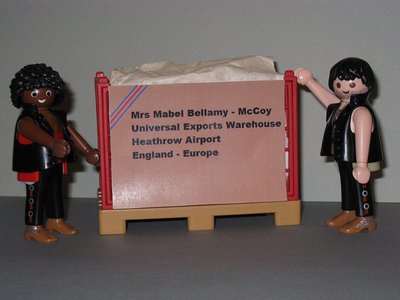 Mrs Mabel Bellamy - McCoy
Universal Exports Warehouse
Heathrow Airport
England - Europe